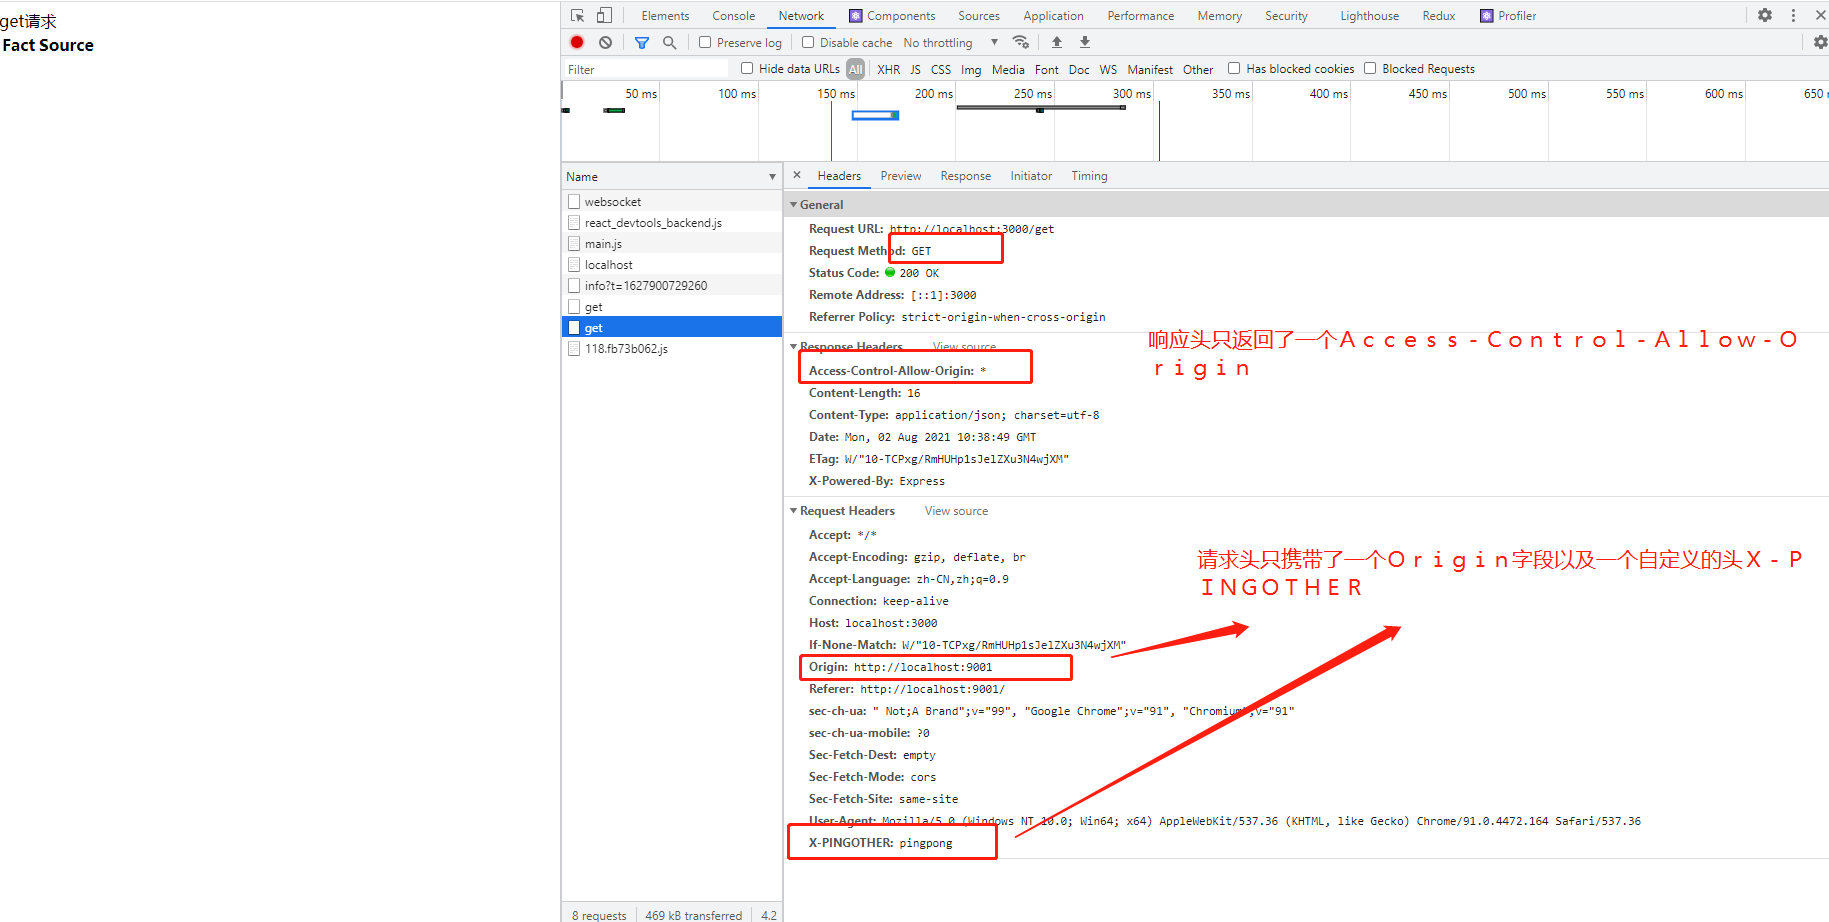 get请求
Fact Source
Elements Console Network Components Sources Application Performance Memory Security Lighthouse Redux Profiler
Preserve log Disable cache No throttling
Filter Hide data URLs All XHR JS CSS Img Media Font Doc WS Manifest Other Has blocked cookies Blocked Requests
50 ms 100 ms 150 ms 200 ms 250 ms 300 ms 350 ms 400 ms 450 ms 500 ms 550 ms 600 ms 650
Name
websocket
react_devtools_backend.js
main.js
localhost
info?t=1627900729260
get
get
118.fb73b062.js
8 requests 469 kB transferred 4.2
Headers Preview Response Initiator Timing
General
Request URL: http://localhost:3000/get
Request Method: GET
Status Code: 200 OK
Remote Address: [::1]:3000
Referrer Policy: strict-origin-when-cross-origin
Response Headers View source
Access-Control-Allow-Origin: *
Content-Length: 16
Content-Type: application/json; charset=utf-8
Date: Mon, 02 Aug 2021 10:38:49 GMT
ETag: W/"10-TCPxg/RmHUHp1sJelZXu3N4wjXM"
X-Powered-By: Express
响应头只返回了一个Access-Control-Allow-O
rigin
Request Headers View source
Accept: */*
Accept-Encoding: gzip, deflate, br
Accept-Language: zh-CN,zh;q=0.9
Connection: keep-alive
Host: localhost:3000
If-None-Match: W/"10-TCPxg/RmHUHp1sJelZXu3N4wjXM"
Origin: http://localhost:9001
Referer: http://localhost:9001/
sec-ch-ua: " Not;A Brand";v="99", "Google Chrome";v="91", "Chromium";v="91"
sec-ch-ua-mobile: ?0
Sec-Fetch-Dest: empty
Sec-Fetch-Mode: cors
Sec-Fetch-Site: same-site
User-Agent: Mozilla/5.0 (Windows NT 10.0; Win64; x64) AppleWebKit/537.36 (KHTML, like Gecko) Chrome/91.0.4472.164 Safari/537.36
X-PINGOTHER: pingpong
请求头只携带了一个Origin字段以及一个自定义的头X-P
INGOTHER